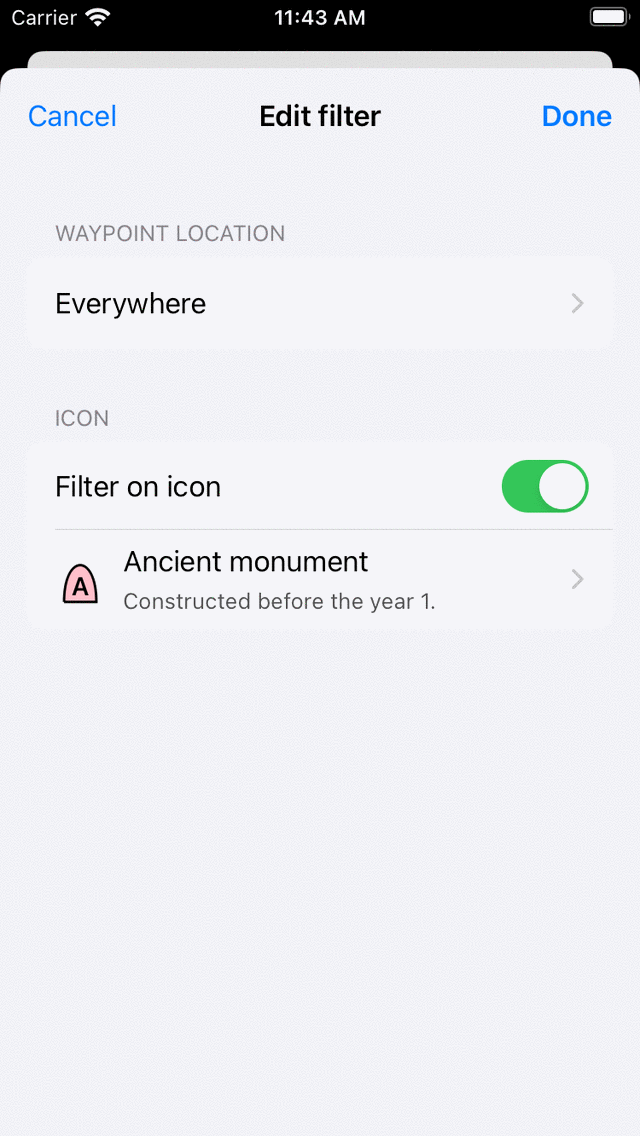 Carrier 11:43 AM
Cancel Edit filter Done
WAYPOINT LOCATION
Everywhere
ICON
Filter on icon
A Ancient monument
Constructed before the year 1.